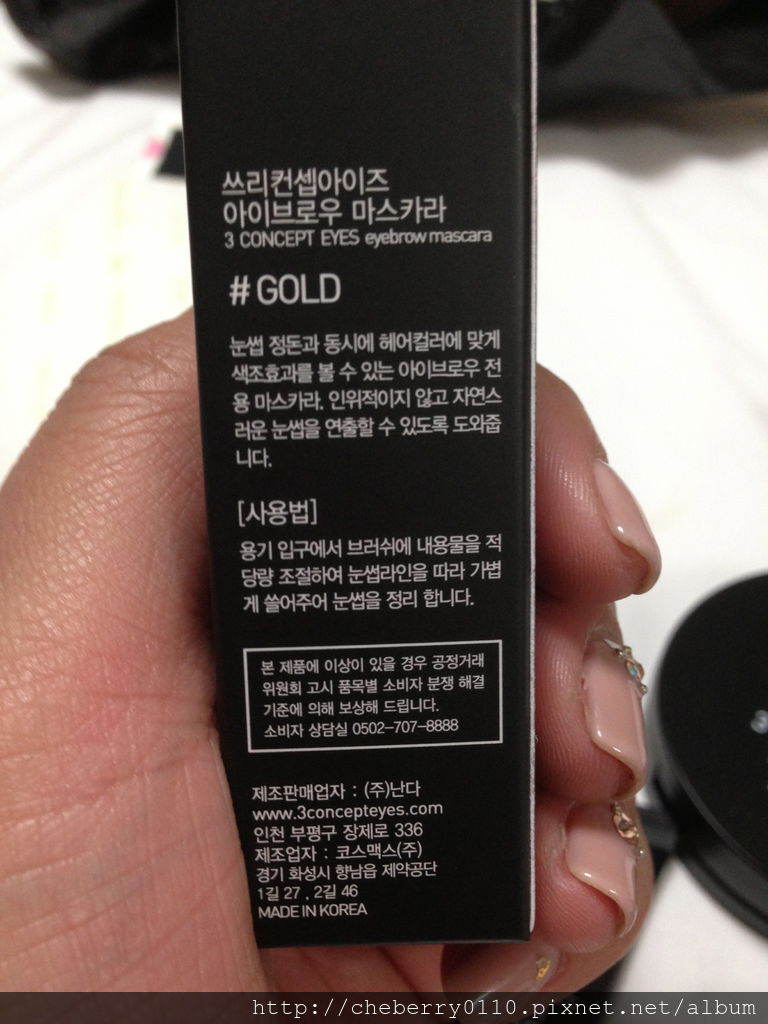 쓰리컨셉아이즈
아이브로우 마스카라
3 CONCEPT EYES eyebrow mascara
# GOLD
눈썹 정돈과 동시에 헤어컬러에 맞게
색조효과를 볼 수 있는 아이브로우 전
용 마스카라. 인위적이지 않고 자연스
러운 눈썹을 연출할 수 있도록 도와줍
니다.
[사용법]
용기 입구에서 브러쉬에 내용물을 적
당량 조절하여 눈썹라인을 따라 가볍
게 쓸어주어 눈썹을 정리 합니다.
본 제품에 이상이 있을 경우 공정거래
위원회 고시 품목별 소비자 분쟁 해결
기준에 의해 보상해 드립니다.
소비자 상담실 0502-707-8888
제조판매업자 : (주)난다
www.3concepteyes.com
인천 부평구 장제로 336
제조업자 : 코스맥스(주)
경기 화성시 향남읍 제약공단
1길 27 , 2길 46
MADE IN KOREA
http://cheberry0110.pixnet.net/album